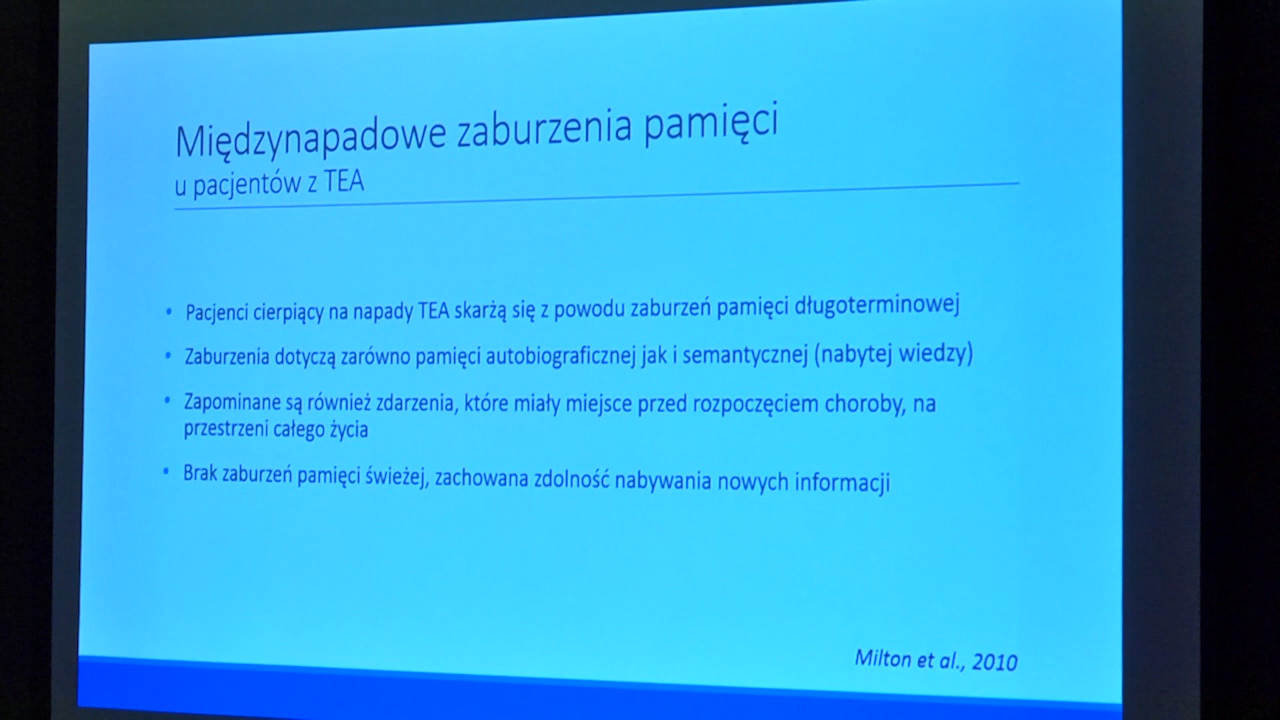 Międzynapadowe zaburzenia pamięci
u pacjentów z TEA
• Pacjenci cierpiący na napady TEA skarżą się z powodu zaburzeń pamięci długoterminowej
• Zaburzenia dotyczą zarówno pamięci autobiograficznej jak i semantycznej (nabytej wiedzy)
• Zapominane są również zdarzenia, które miały miejsce przed rozpoczęciem choroby, na
przestrzeni całego życia
• Brak zaburzeń pamięci świeżej, zachowana zdolność nabywania nowych informacji
Milton et al., 2010